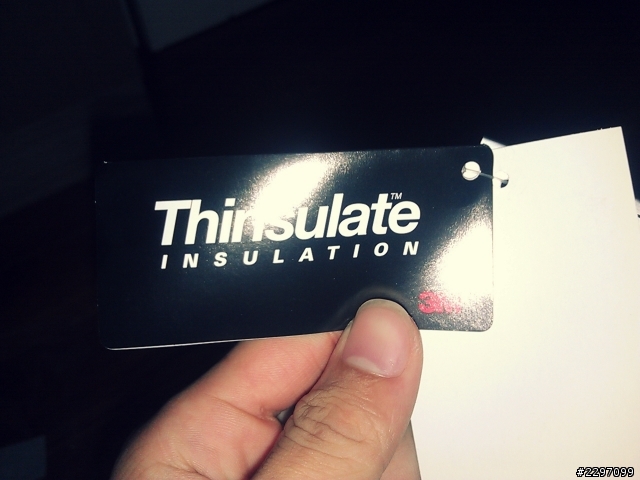 Thinsulate™
INSULATION
3M
#2297099